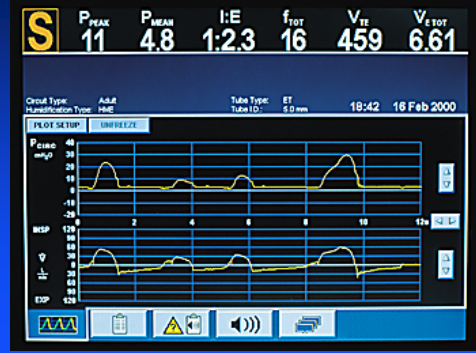 S PPEAK PMEAN I:E fTOT VTE V̇E TOT
11 4.8 1:2.3 16 459 6.61
Circuit Type: Adult Tube Type: ET
Humidification Type: HME Tube I.D.: 5.0 mm 18:42 16 Feb 2000
PLOT SETUP UNFREEZE
PCIRC
40
30
20
10
0
-10
-20
0 2 4 6 8 10 12s
INSP 120
90
60
V̇ 30
0
L 30
min 60
90
EXP 120